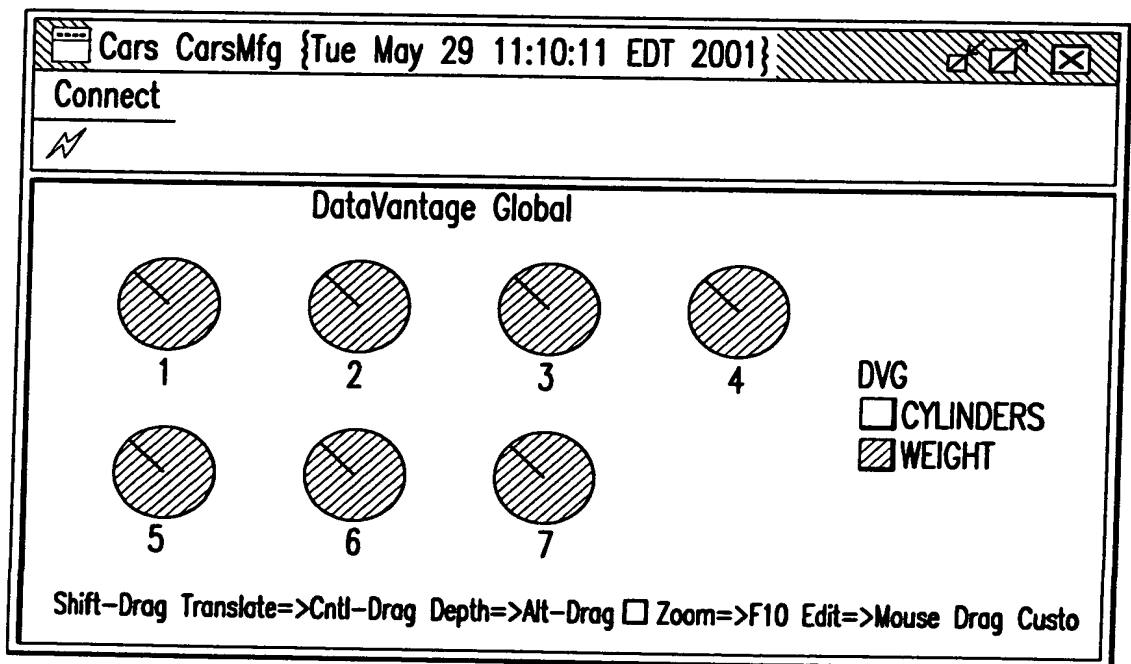 Cars CarsMfg {Tue May 29 11:10:11 EDT 2001}
Connect
DataVantage Global
1 2 3 4
DVG
CYLINDERS
WEIGHT
5 6 7
Shift-Drag Translate=>Cntl-Drag Depth=>Alt-Drag Zoom=>F10 Edit=>Mouse Drag Custo